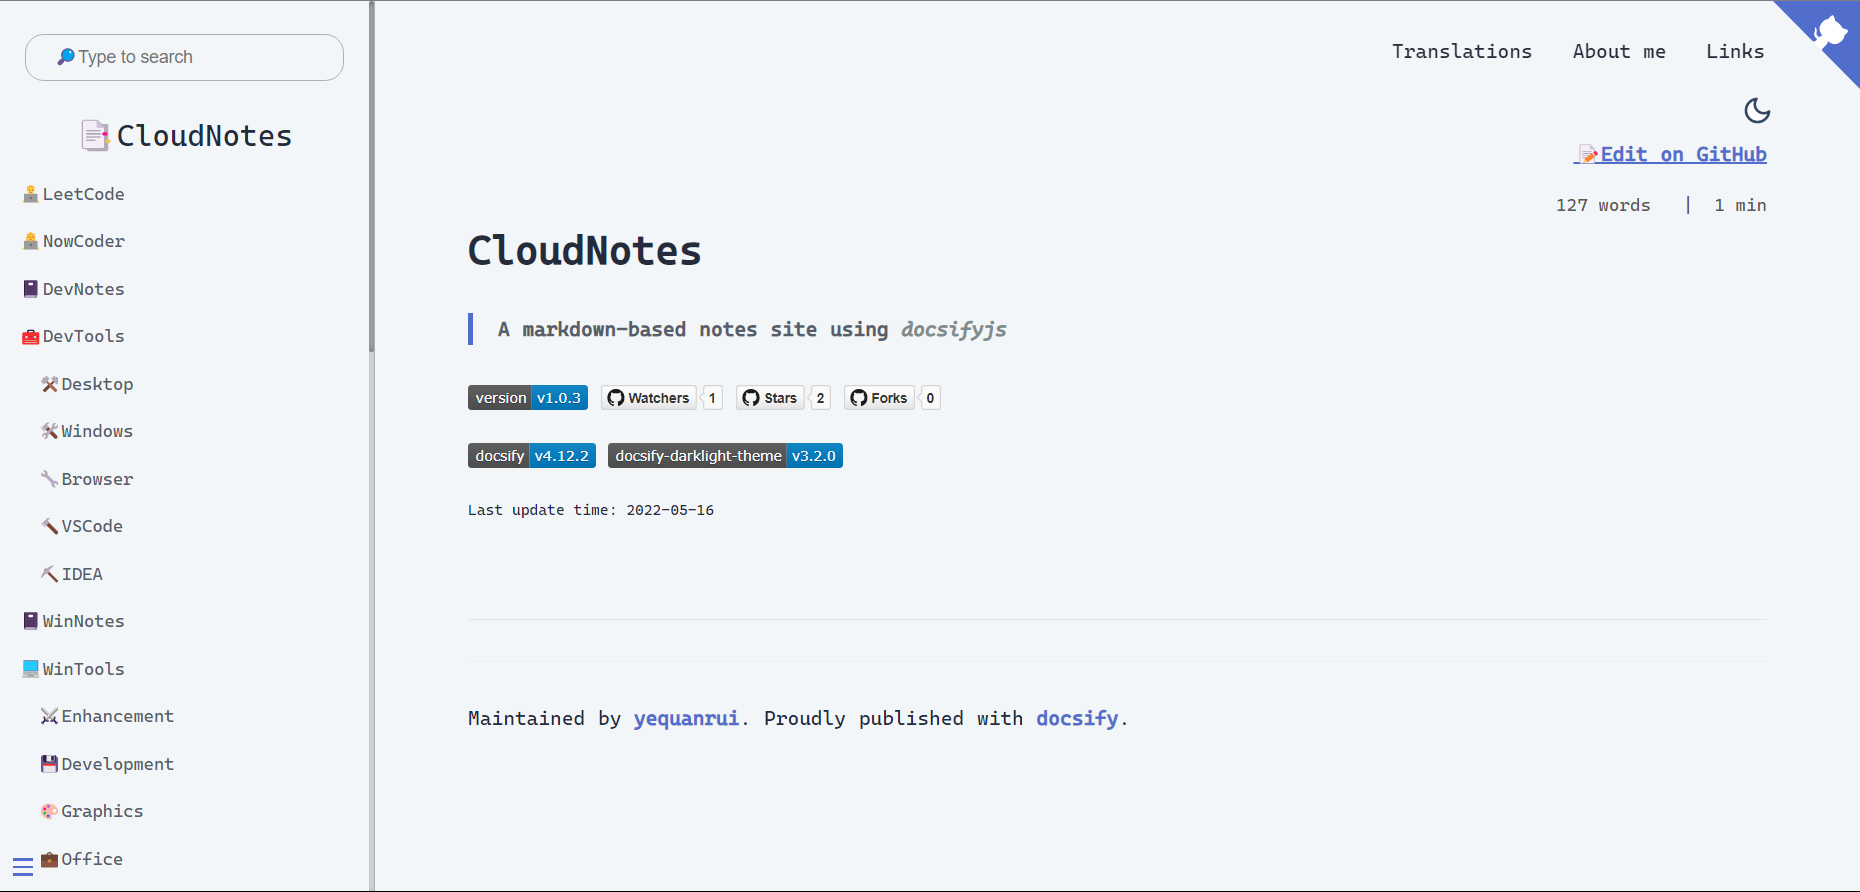 Type to search
CloudNotes
LeetCode
NowCoder
DevNotes
DevTools
Desktop
Windows
Browser
VSCode
IDEA
WinNotes
WinTools
Enhancement
Development
Graphics
Office
Translations About me Links
Edit on GitHub
127 words | 1 min
CloudNotes
A markdown-based notes site using docsifyjs
version v1.0.3 Watchers 1 Stars 2 Forks 0
docsify v4.12.2 docsify-darklight-theme v3.2.0
Last update time: 2022-05-16
Maintained by yequanrui. Proudly published with docsify.